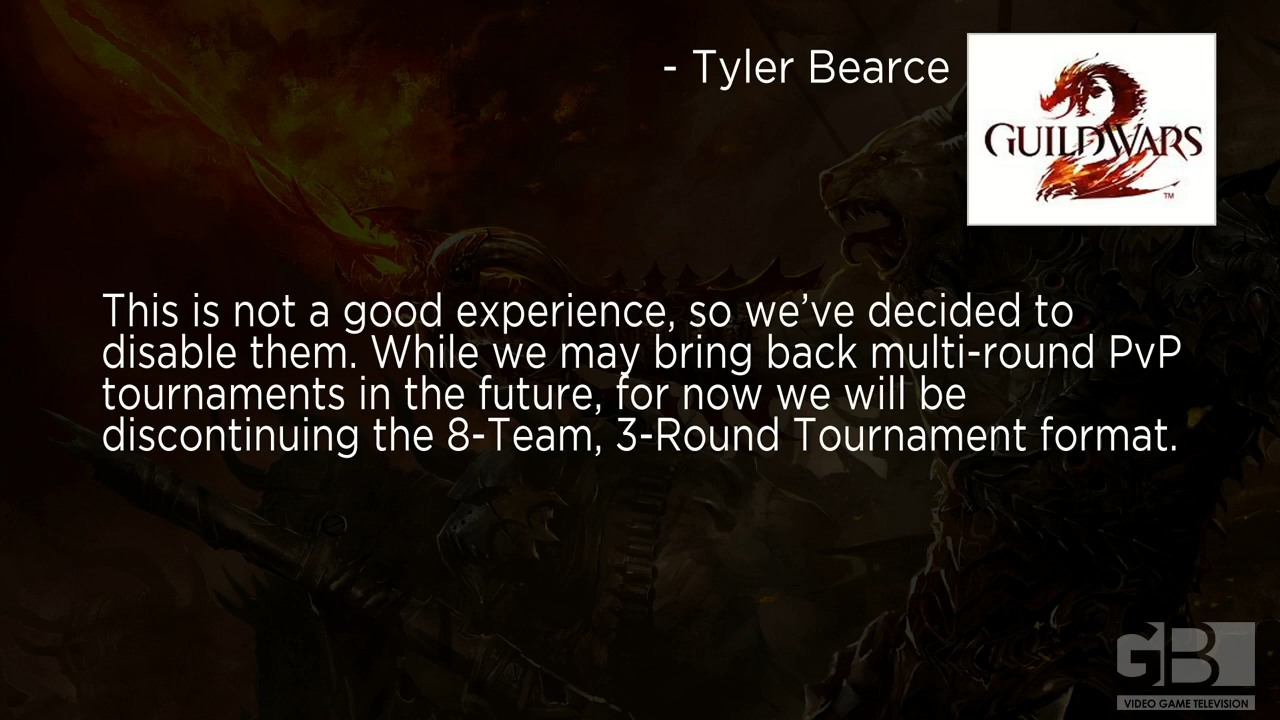 - Tyler Bearce
GUILD WARS
2
TM
This is not a good experience, so we’ve decided to
disable them. While we may bring back multi-round PvP
tournaments in the future, for now we will be
discontinuing the 8-Team, 3-Round Tournament format.
GB
VIDEO GAME TELEVISION